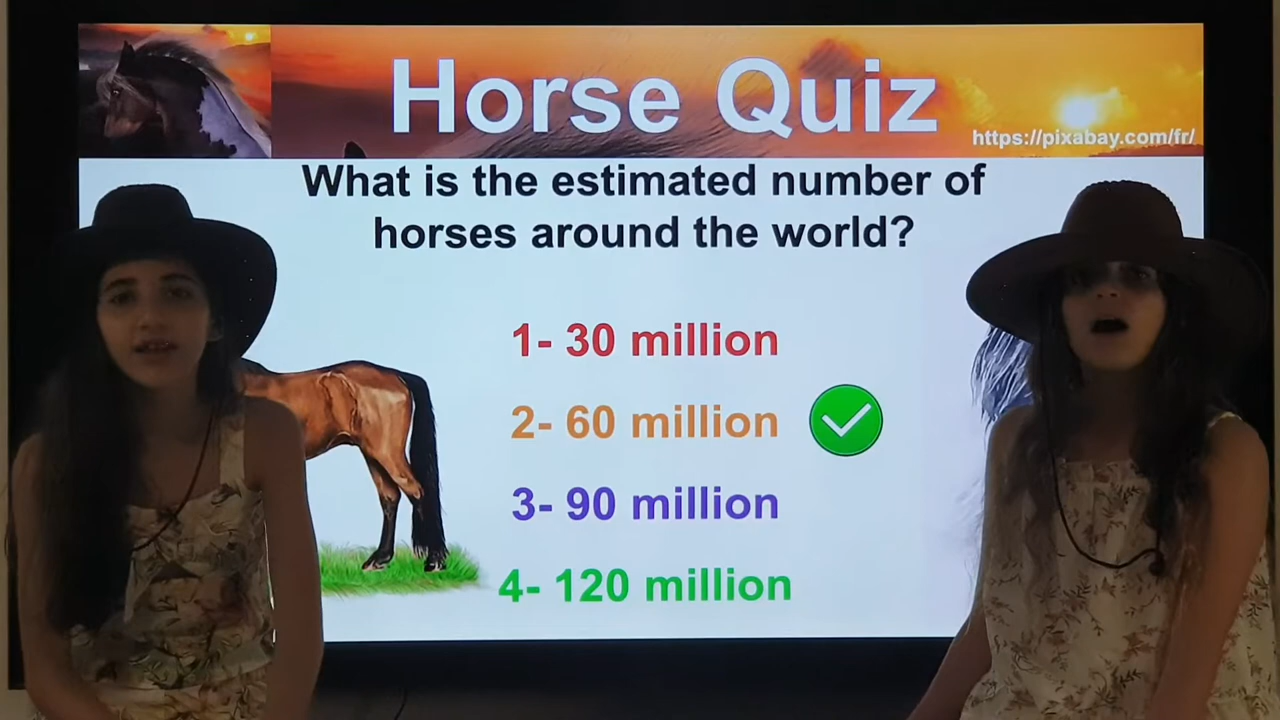 Horse Quiz
https://pixabay.com/fr/
What is the estimated number of
horses around the world?
1- 30 million
2- 60 million
3- 90 million
4- 120 million